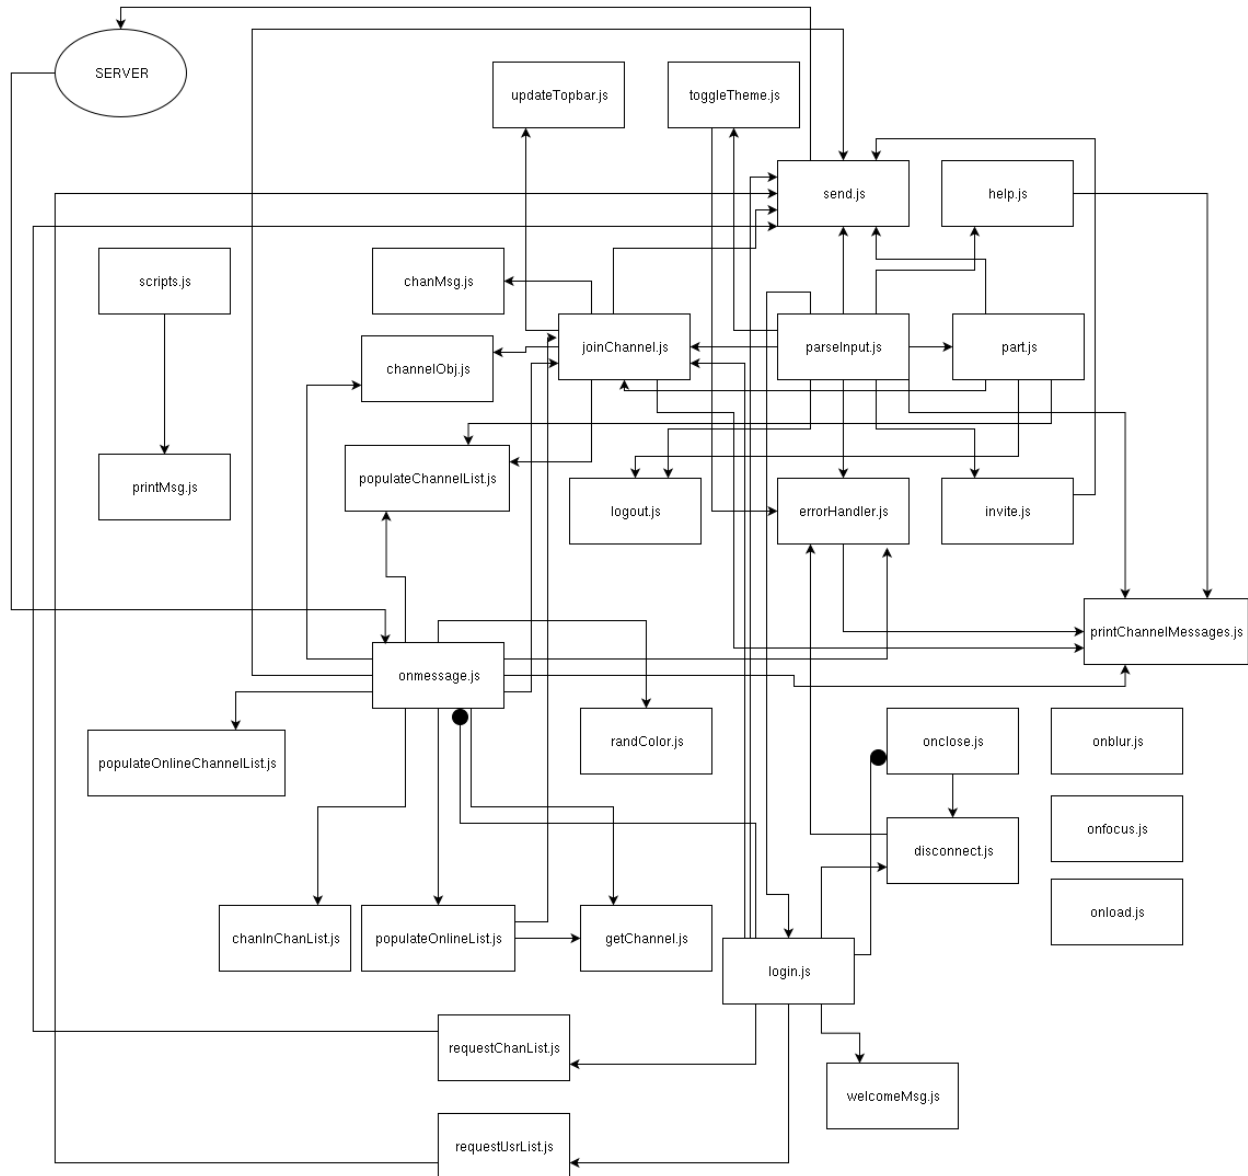 SERVER
updateTopbar.js
toggleTheme.js
send.js
help.js
scripts.js
chanMsg.js
joinChannel.js
parseInput.js
part.js
channelObj.js
populateChannelList.js
printMsg.js
logout.js
errorHandler.js
invite.js
printChannelMessages.js
onmessage.js
randColor.js
onclose.js
onblur.js
populateOnlineChannelList.js
onfocus.js
disconnect.js
onload.js
chanInChanList.js
populateOnlineList.js
getChannel.js
login.js
requestChanList.js
welcomeMsg.js
requestUsrList.js